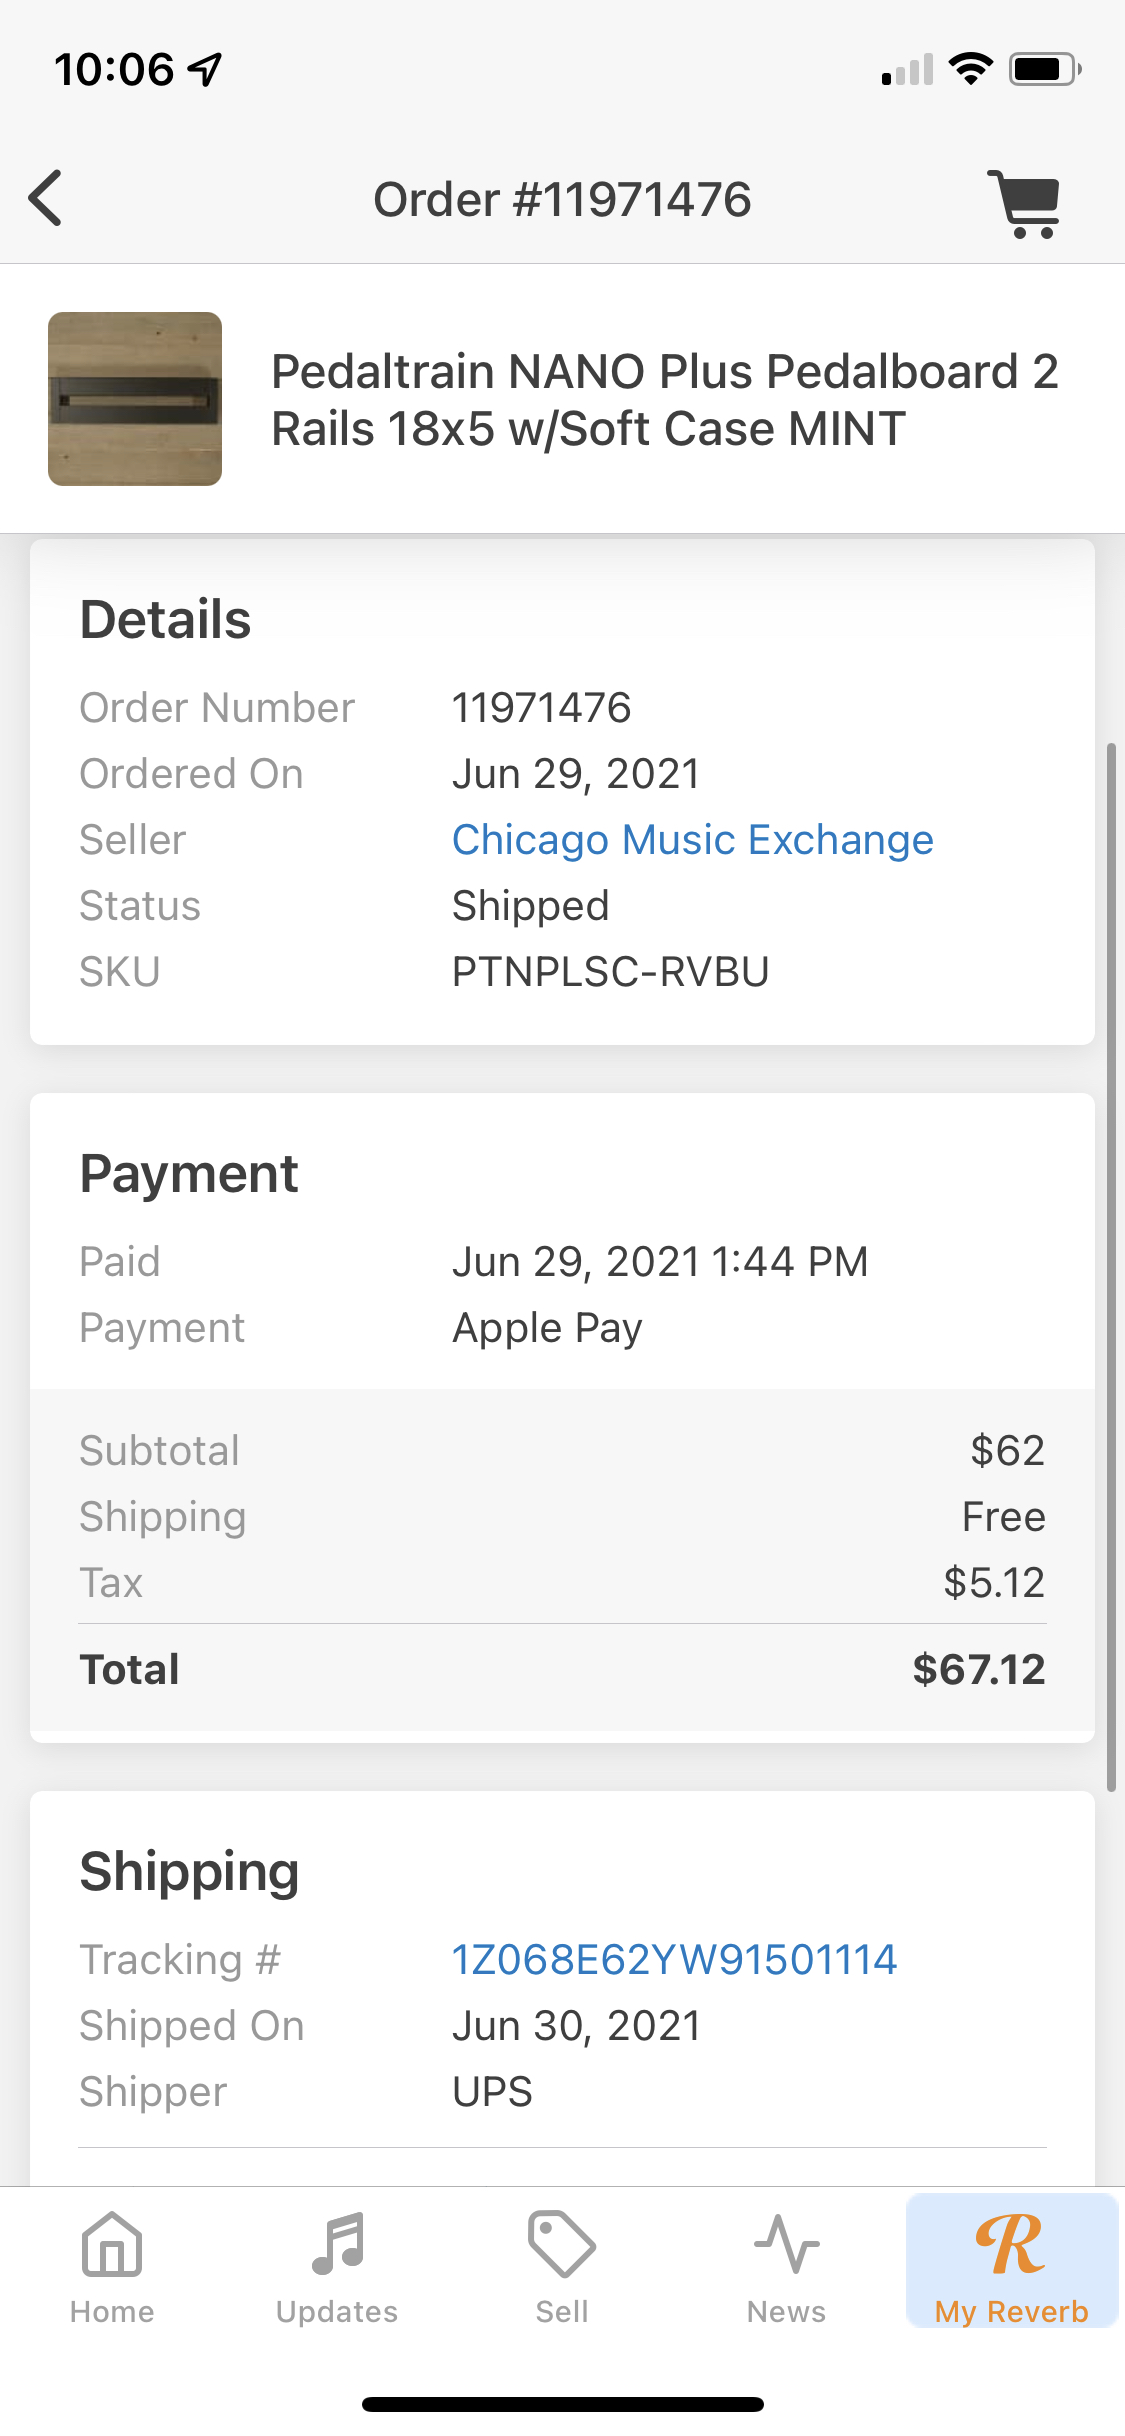 10:06
Order #11971476
Pedaltrain NANO Plus Pedalboard 2
Rails 18x5 w/Soft Case MINT
Details
Order Number 11971476
Ordered On Jun 29, 2021
Seller Chicago Music Exchange
Status Shipped
SKU PTNPLSC-RVBU
Payment
Paid Jun 29, 2021 1:44 PM
Payment Apple Pay
Subtotal $62
Shipping Free
Tax $5.12
Total $67.12
Shipping
Tracking # 1Z068E62YW91501114
Shipped On Jun 30, 2021
Shipper UPS
Home Updates Sell News My Reverb